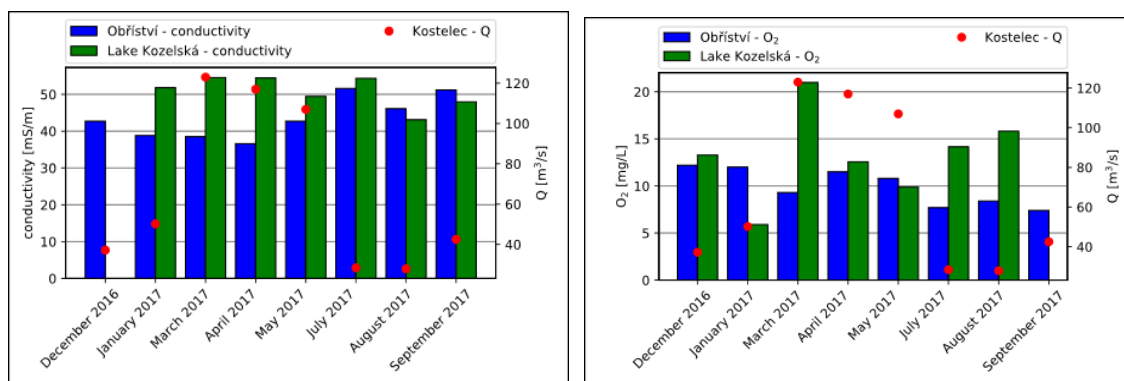 Obříství - conductivity
Kostelec - Q
Lake Kozelská - conductivity
conductivity [mS/m]
50
40
30
20
10
0
120
100
80
60
40
Q [m³/s]
December 2016
January 2017
March 2017
April 2017
May 2017
July 2017
August 2017
September 2017
Obříství - O₂
Kostelec - Q
Lake Kozelská - O₂
O₂ [mg/L]
20
15
10
5
0
120
100
80
60
40
Q [m³/s]
December 2016
January 2017
March 2017
April 2017
May 2017
July 2017
August 2017
September 2017